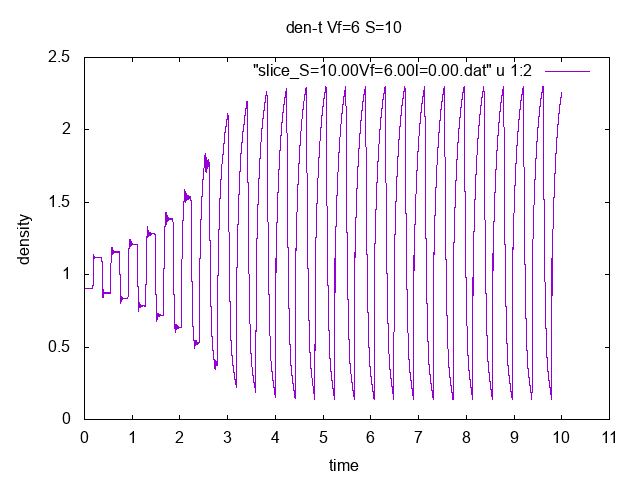 den-t Vf=6 S=10
"slice_S=10.00Vf=6.00I=0.00.dat" u 1:2
2.5
2
1.5
1
0.5
0
density
0 1 2 3 4 5 6 7 8 9 10 11
time